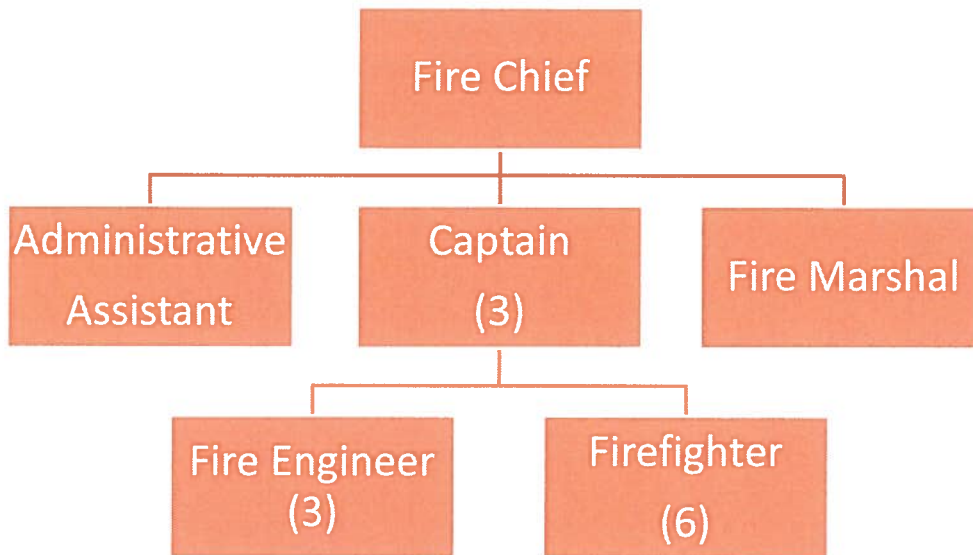 Fire Chief
Administrative
Assistant
Captain
(3)
Fire Marshal
Fire Engineer
(3)
Firefighter
(6)